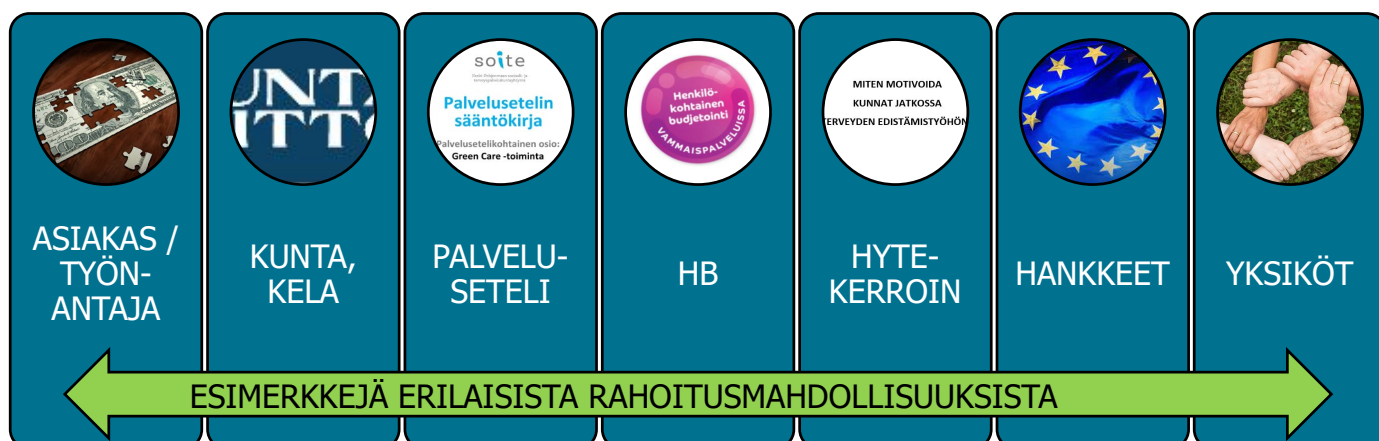 soite
Palvelusetelin
sääntökirja
Palvelusetelikohtainen osio:
Green Care -toiminta
Henkilö-
kohtainen
budjetointi
VAMMAISPALVELUISSA
MITEN MOTIVOIDA
KUNNAT JATKOSSA
TERVEYDEN EDISTÄMISTYÖHÖN
ASIAKAS /
TYÖN-
ANTAJA
KUNTA,
KELA
PALVELU-
SETELI
HB
HYTE-
KERROIN
HANKKEET
YKSIKÖT
ESIMERKKEJÄ ERILAISISTA RAHOITUSMAHDOLLISUUKSISTA